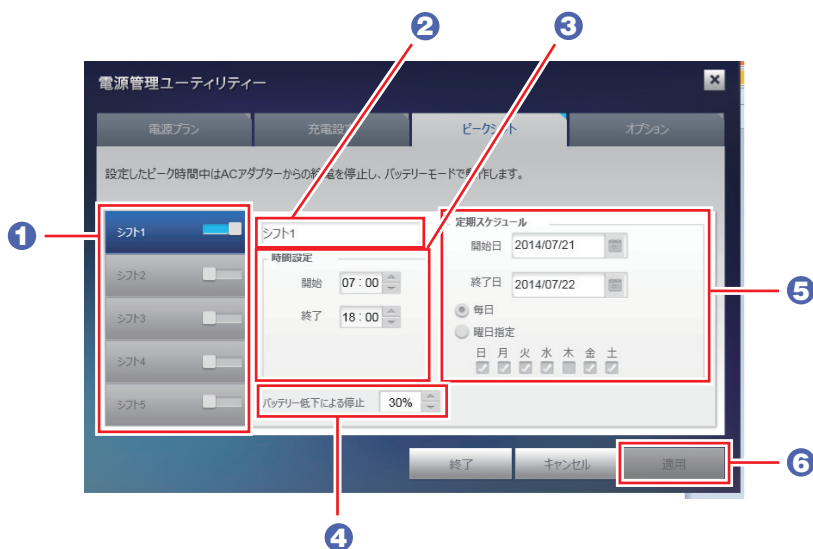 2
3
電源管理ユーティリティー
電源プラン
充電設定
ピークシフト
オプション
設定したピーク時間中はACアダプターからの給電を停止し、バッテリーモードで動作します。
1
シフト1
シフト2
シフト3
シフト4
シフト5
シフト1
時間設定
開始 07:00
終了 18:00
バッテリー低下による停止 30%
定期スケジュール
開始日 2014/07/21
終了日 2014/07/22
毎日
曜日指定
日 月 火 水 木 金 土
5
終了
キャンセル
適用
6
4